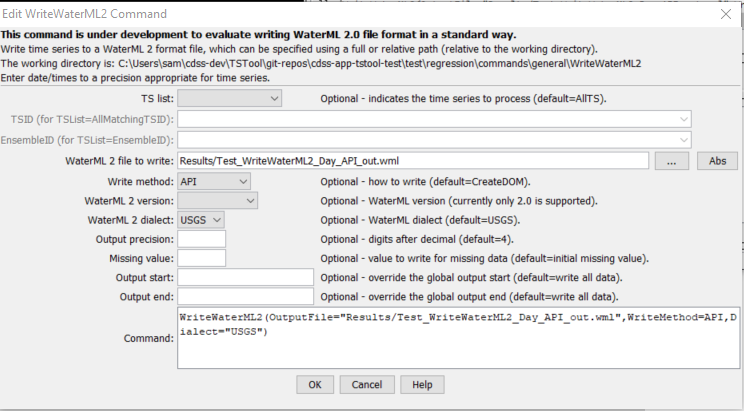 Edit WriteWaterML2 Command
This command is under development to evaluate writing WaterML 2.0 file format in a standard way.
Write time series to a WaterML 2 format file, which can be specified using a full or relative path (relative to the working directory).
The working directory is: C:\Users\sam\cdss-dev\TSTool\git-repos\cdss-app-tstool-test\test\regression\commands\general\WriteWaterML2
Enter date/times to a precision appropriate for time series.
TS list: Optional - indicates the time series to process (default=AllTS).
TSID (for TSList=AllMatchingTSID):
EnsembleID (for TSList=EnsembleID):
WaterML 2 file to write: Results/Test_WriteWaterML2_Day_API_out.wml ... Abs
Write method: API Optional - how to write (default=CreateDOM).
WaterML 2 version: Optional - WaterML version (currently only 2.0 is supported).
WaterML 2 dialect: USGS Optional - WaterML dialect (default=USGS).
Output precision: Optional - digits after decimal (default=4).
Missing value: Optional - value to write for missing data (default=initial missing value).
Output start: Optional - override the global output start (default=write all data).
Output end: Optional - override the global output end (default=write all data).
Command: WriteWaterML2(OutputFile="Results/Test_WriteWaterML2_Day_API_out.wml",WriteMethod=API,D
ialect="USGS")
OK Cancel Help